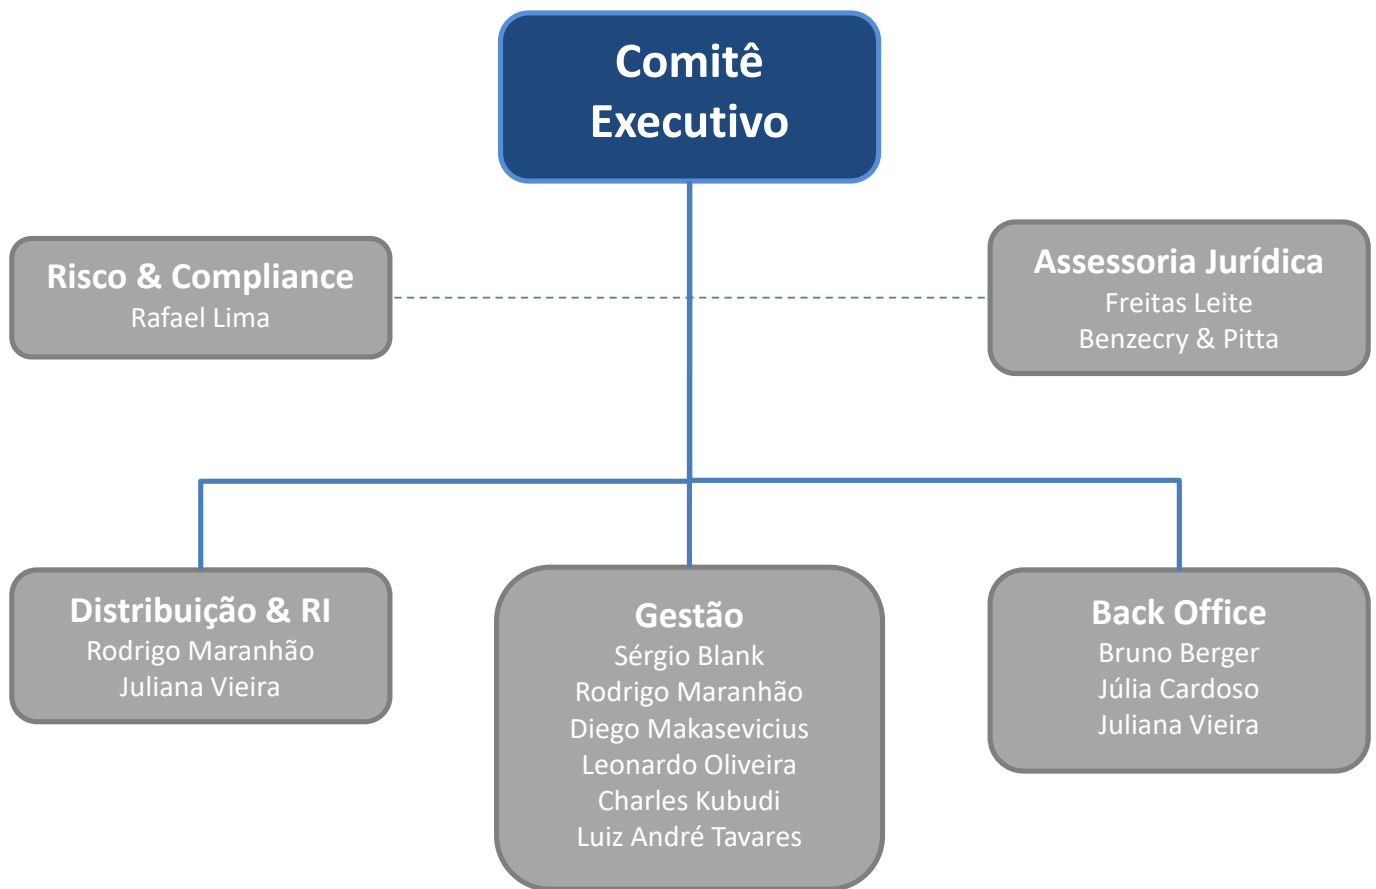 Comitê
Executivo
Risco & Compliance
Rafael Lima
Assessoria Jurídica
Freitas Leite
Benzecry & Pitta
Distribuição & RI
Rodrigo Maranhão
Juliana Vieira
Gestão
Sérgio Blank
Rodrigo Maranhão
Diego Makasevicius
Leonardo Oliveira
Charles Kubudi
Luiz André Tavares
Back Office
Bruno Berger
Júlia Cardoso
Juliana Vieira